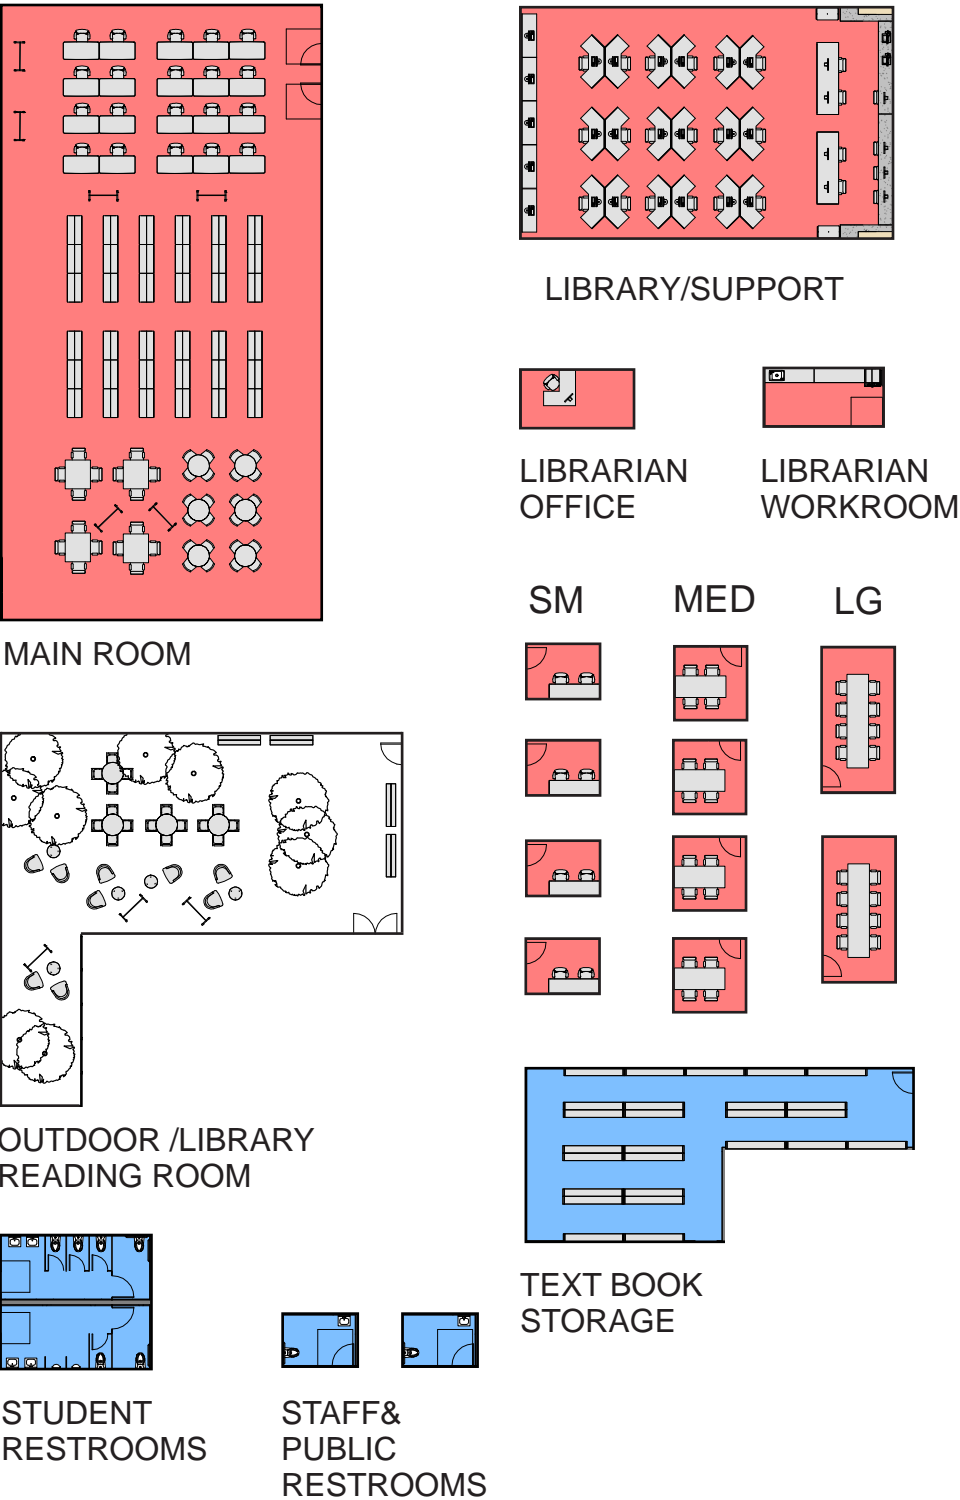 LIBRARY/SUPPORT
LIBRARIAN
OFFICE
LIBRARIAN
WORKROOM
SM
MED
LG
MAIN ROOM
OUTDOOR /LIBRARY
READING ROOM
TEXT BOOK
STORAGE
STUDENT
RESTROOMS
STAFF&
PUBLIC
RESTROOMS